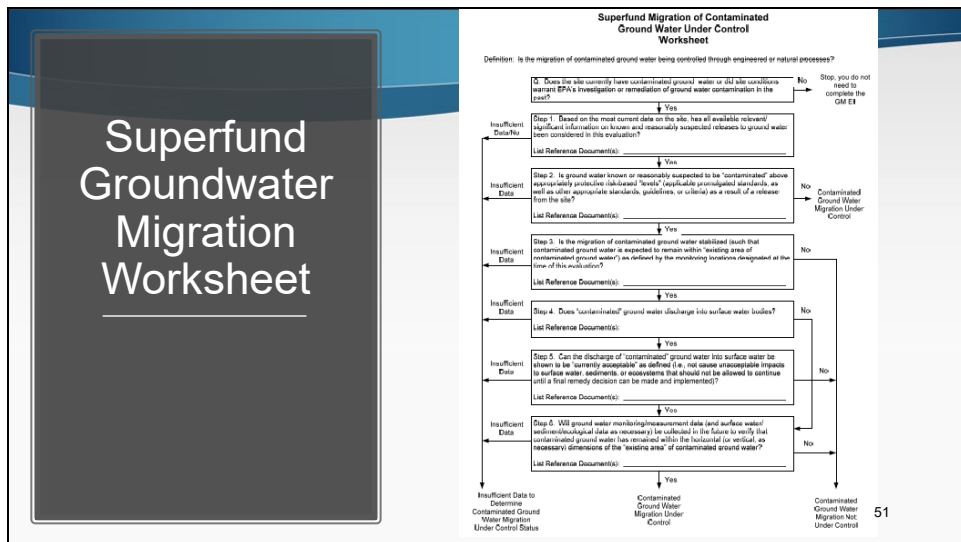 Superfund
Groundwater
Migration
Worksheet
Superfund Migration of Contaminated
Ground Water Under Control
Worksheet
Definition: Is the migration of contaminated ground water being controlled through engineered or natural processes?
Q. Does the site currently have contaminated ground water or did site conditions
warrant EPA's investigation or remediation of ground water contamination in the
past?
No
Stop, you do not
need to
complete the
GM EI
Yes
Insufficient
Data/No
Step 1. Based on the most current data on the site, has all available relevant/
significant information on known and reasonably suspected releases to ground water
been considered in this evaluation?
List Reference Document(s):
Yes
Insufficient
Data
Step 2. Is ground water known or reasonably suspected to be "contaminated" above
appropriately protective risk-based "levels" (applicable promulgated standards, as
well as other appropriate standards, guidelines, or criteria) as a result of a release
from the site?
List Reference Document(s):
No
Contaminated
Ground Water
Migration Under
Control
Yes
Insufficient
Data
Step 3. Is the migration of contaminated ground water stabilized (such that
contaminated ground water is expected to remain within "existing area of
contaminated ground water") as defined by the monitoring locations designated at the
time of this evaluation?
List Reference Document(s):
No
Yes
Insufficient
Data
Step 4. Does "contaminated" ground water discharge into surface water bodies?
List Reference Document(s):
No
Yes
Insufficient
Data
Step 5. Can the discharge of "contaminated" ground water into surface water be
shown to be "currently acceptable" as defined (i.e., not cause unacceptable impacts
to surface water, sediments, or ecosystems that should not be allowed to continue
until a final remedy decision can be made and implemented)?
List Reference Document(s):
No
Yes
Insufficient
Data
Step 6. Will ground water monitoring/measurement data (and surface water/
sediment/ecological data as necessary) be collected in the future to verify that
contaminated ground water has remained within the horizontal (or vertical, as
necessary) dimensions of the "existing area" of contaminated ground water?
List Reference Document(s):
No
Yes
Insufficient Data to
Determine
Contaminated Ground
Water Migration
Under Control Status
Contaminated
Ground Water
Migration Under
Control
Contaminated
Ground Water
Migration Not
Under Control
51